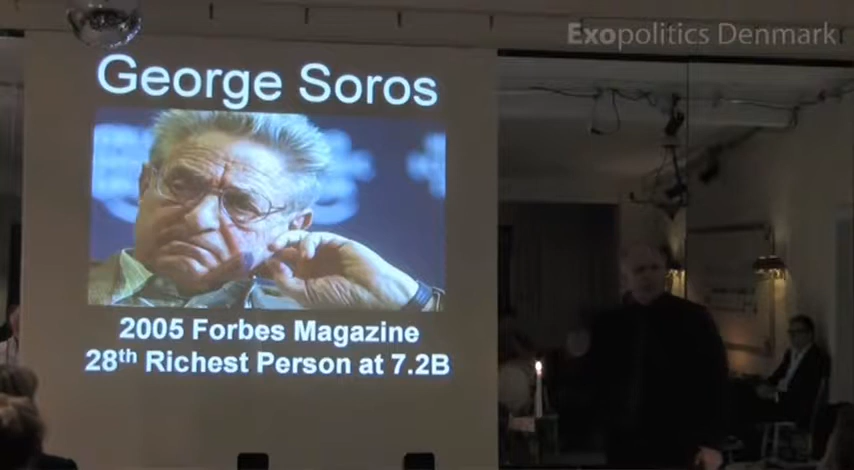 Exopolitics Denmark
George Soros
2005 Forbes Magazine
28th Richest Person at 7.2B